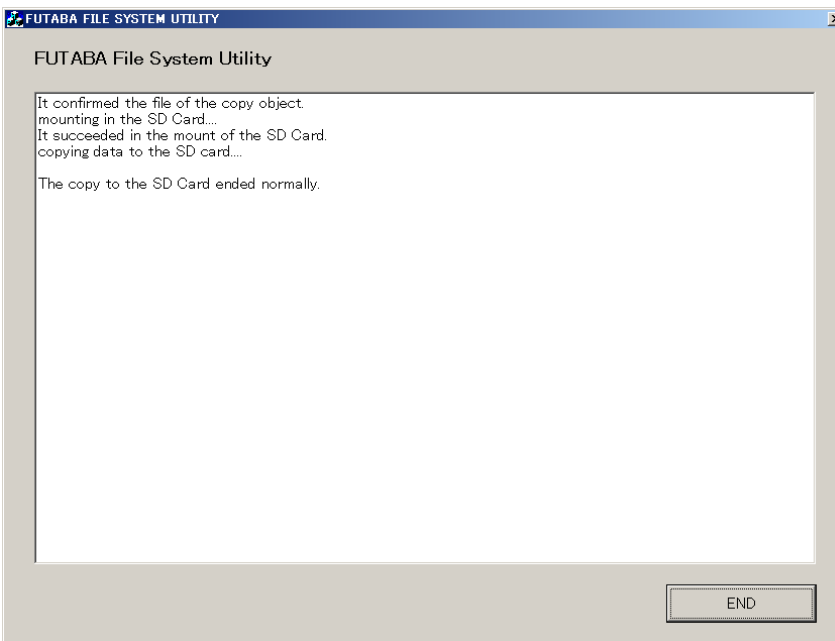 FUTABA FILE SYSTEM UTILITY
FUTABA File System Utility
It confirmed the file of the copy object.
mounting in the SD Card....
It succeeded in the mount of the SD Card.
copying data to the SD card....
The copy to the SD Card ended normally.
END